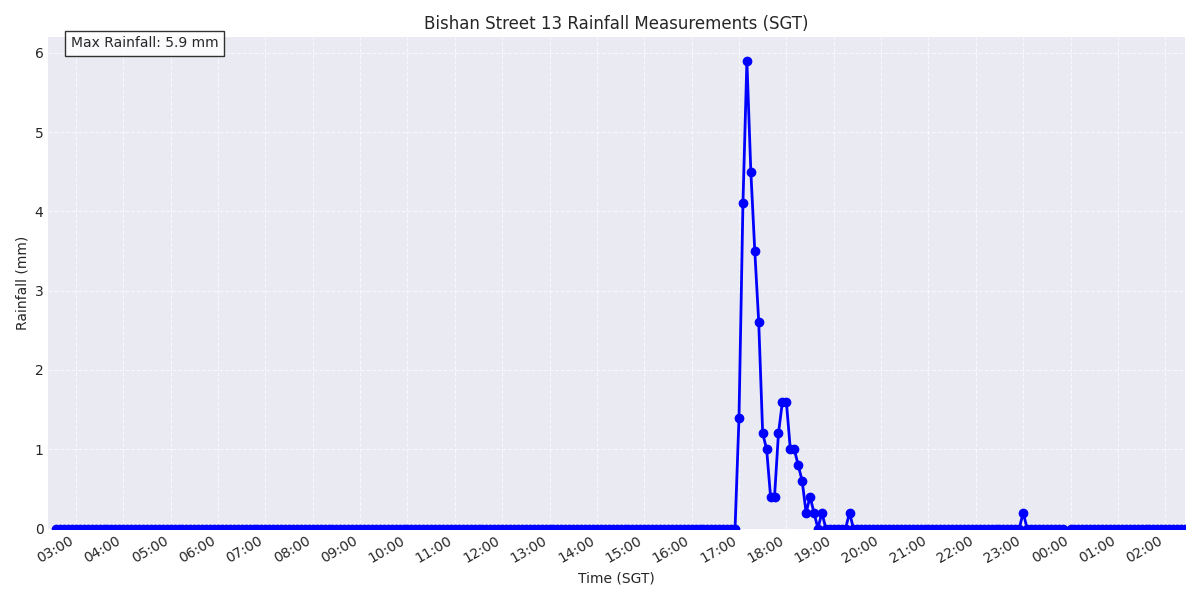 Bishan Street 13 Rainfall Measurements (SGT)
Max Rainfall: 5.9 mm
6
5
4
3
2
1
0
Rainfall (mm)
03:00 04:00 05:00 06:00 07:00 08:00 09:00 10:00 11:00 12:00 13:00 14:00 15:00 16:00 17:00 18:00 19:00 20:00 21:00 22:00 23:00 00:00 01:00 02:00
Time (SGT)